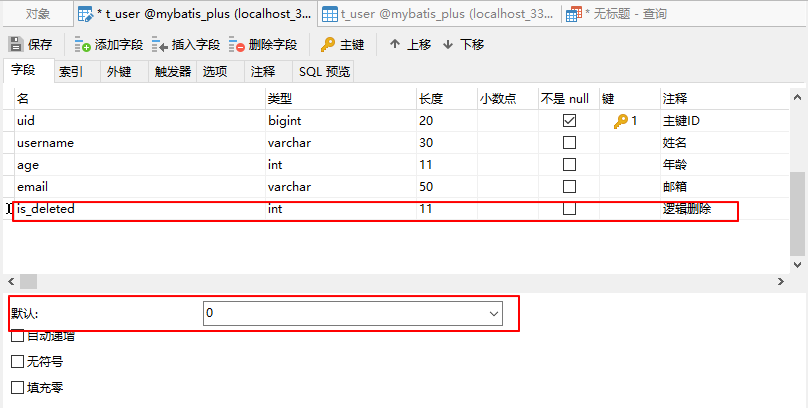 对象 * t_user @mybatis_plus (localhost_3... t_user @mybatis_plus (localhost_33... * 无标题 - 查询
保存 添加字段 插入字段 删除字段 主键 上移 下移
字段 索引 外键 触发器 选项 注释 SQL 预览
名 类型 长度 小数点 不是 null 键 注释
uid bigint 20 1 主键ID
username varchar 30 姓名
age int 11 年龄
email varchar 50 邮箱
is_deleted int 11 逻辑删除
默认: 0
自动递增
无符号
填充零